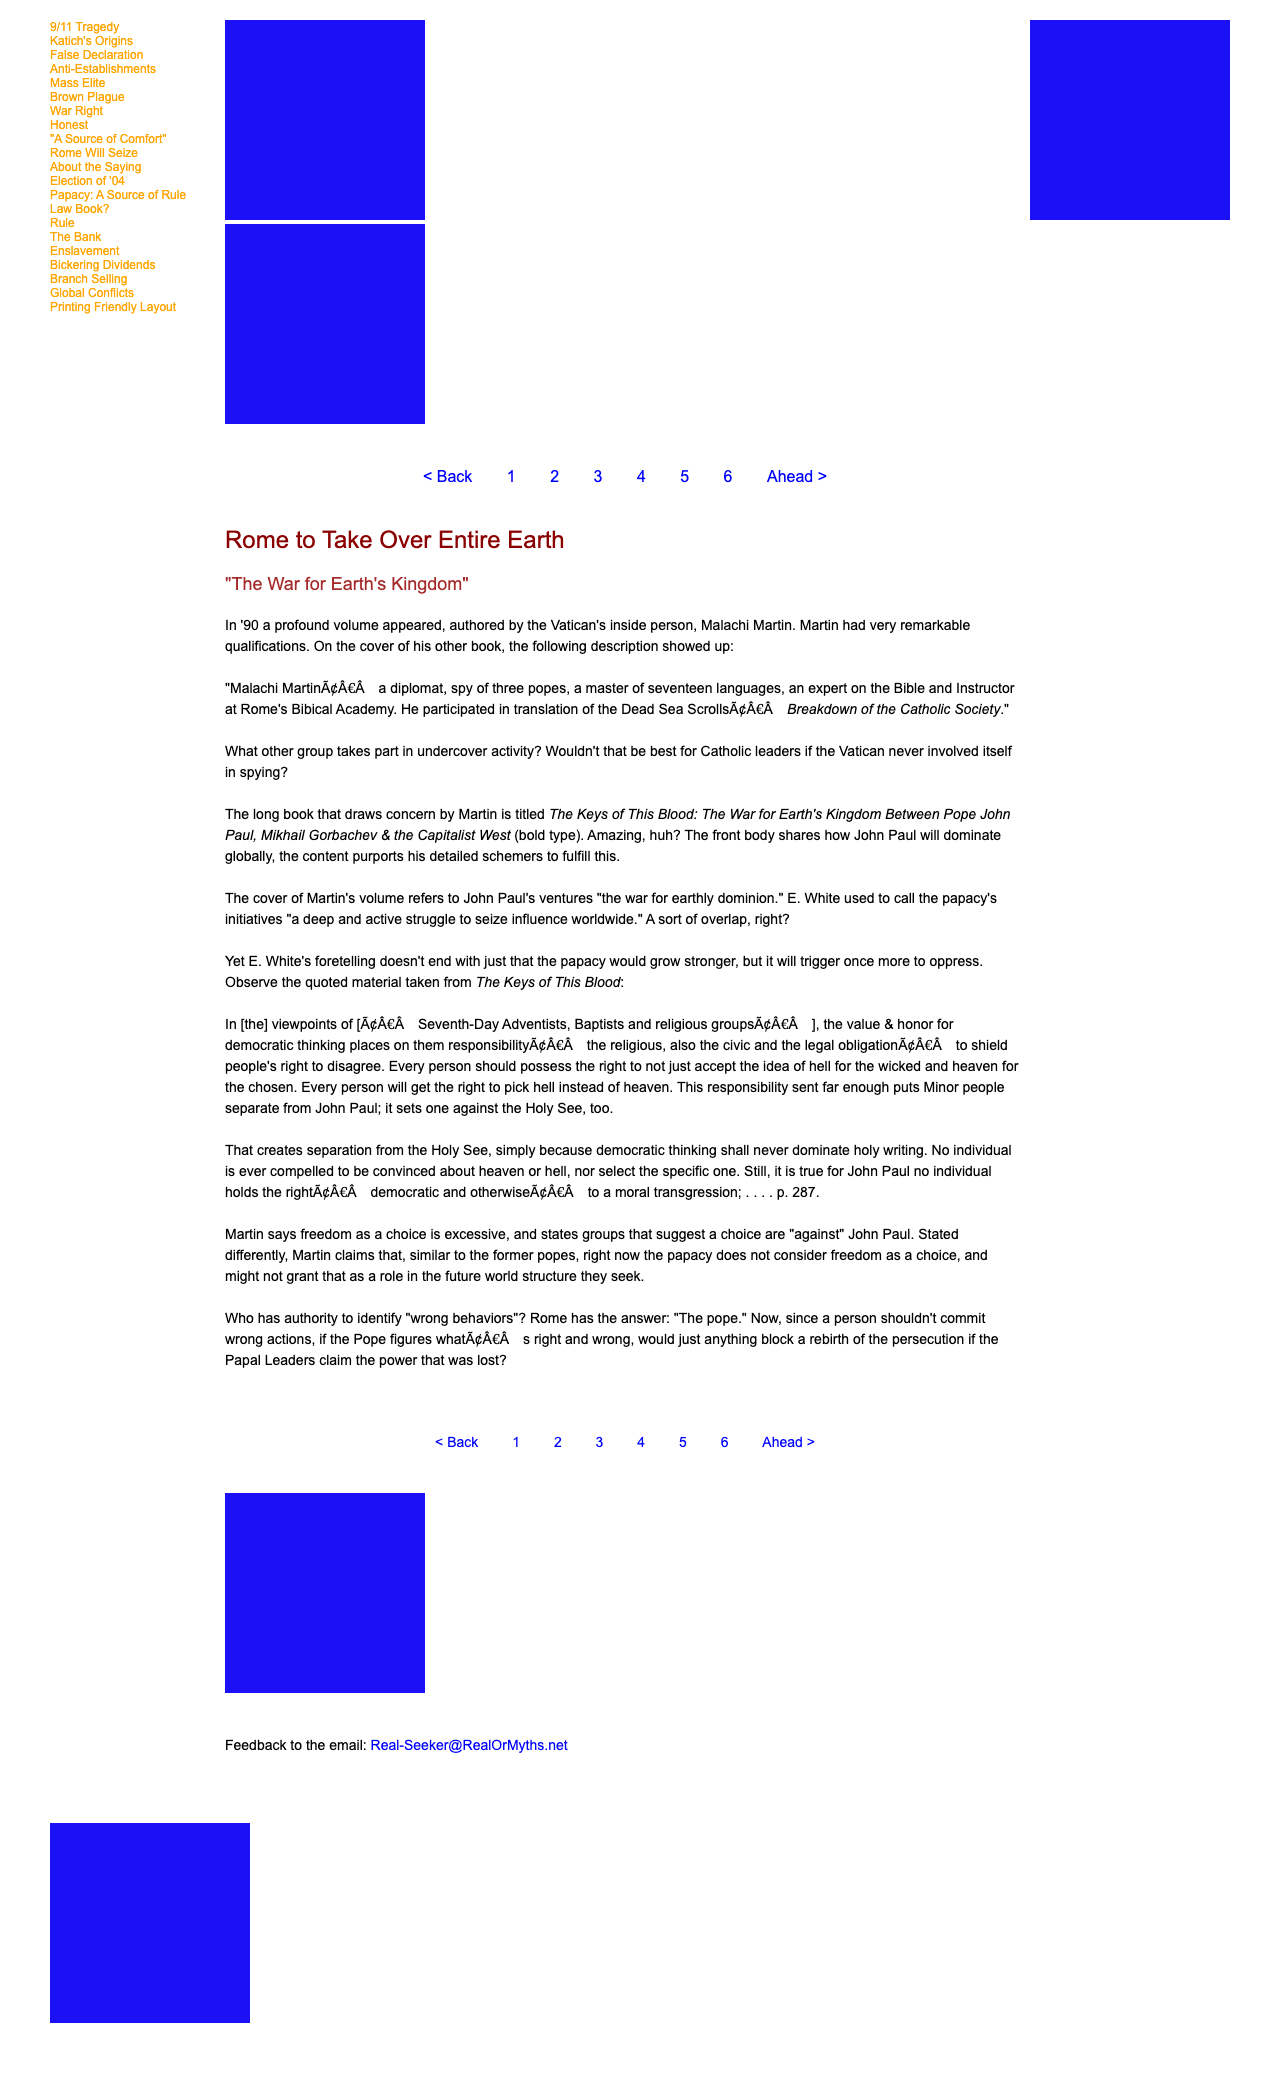 9/11 Tragedy
Katich's Origins
False Declaration
Anti-Establishments
Mass Elite
Brown Plague
War Right
Honest
"A Source of Comfort"
Rome Will Seize
About the Saying
Election of '04
Papacy: A Source of Rule
Law Book?
Rule
The Bank
Enslavement
Bickering Dividends
Branch Selling
Global Conflicts
Printing Friendly Layout
< Back 1 2 3 4 5 6 Ahead >
Rome to Take Over Entire Earth
"The War for Earth's Kingdom"
In '90 a profound volume appeared, authored by the Vatican's inside person, Malachi Martin. Martin had very remarkable
qualifications. On the cover of his other book, the following description showed up:
"Malachi MartinÃ¢Â€Â a diplomat, spy of three popes, a master of seventeen languages, an expert on the Bible and Instructor
at Rome's Bibical Academy. He participated in translation of the Dead Sea ScrollsÃ¢Â€Â Breakdown of the Catholic Society."
What other group takes part in undercover activity? Wouldn't that be best for Catholic leaders if the Vatican never involved itself
in spying?
The long book that draws concern by Martin is titled The Keys of This Blood: The War for Earth's Kingdom Between Pope John
Paul, Mikhail Gorbachev & the Capitalist West (bold type). Amazing, huh? The front body shares how John Paul will dominate
globally, the content purports his detailed schemers to fulfill this.
The cover of Martin's volume refers to John Paul's ventures "the war for earthly dominion." E. White used to call the papacy's
initiatives "a deep and active struggle to seize influence worldwide." A sort of overlap, right?
Yet E. White's foretelling doesn't end with just that the papacy would grow stronger, but it will trigger once more to oppress.
Observe the quoted material taken from The Keys of This Blood:
In [the] viewpoints of [Ã¢Â€Â Seventh-Day Adventists, Baptists and religious groupsÃ¢Â€Â ], the value & honor for
democratic thinking places on them responsibilityÃ¢Â€Â the religious, also the civic and the legal obligationÃ¢Â€Â to shield
people's right to disagree. Every person should possess the right to not just accept the idea of hell for the wicked and heaven for
the chosen. Every person will get the right to pick hell instead of heaven. This responsibility sent far enough puts Minor people
separate from John Paul; it sets one against the Holy See, too.
That creates separation from the Holy See, simply because democratic thinking shall never dominate holy writing. No individual
is ever compelled to be convinced about heaven or hell, nor select the specific one. Still, it is true for John Paul no individual
holds the rightÃ¢Â€Â democratic and otherwiseÃ¢Â€Â to a moral transgression; . . . . p. 287.
Martin says freedom as a choice is excessive, and states groups that suggest a choice are "against" John Paul. Stated
differently, Martin claims that, similar to the former popes, right now the papacy does not consider freedom as a choice, and
might not grant that as a role in the future world structure they seek.
Who has authority to identify "wrong behaviors"? Rome has the answer: "The pope." Now, since a person shouldn't commit
wrong actions, if the Pope figures whatÃ¢Â€Â s right and wrong, would just anything block a rebirth of the persecution if the
Papal Leaders claim the power that was lost?
< Back 1 2 3 4 5 6 Ahead >
Feedback to the email: Real-Seeker@RealOrMyths.net